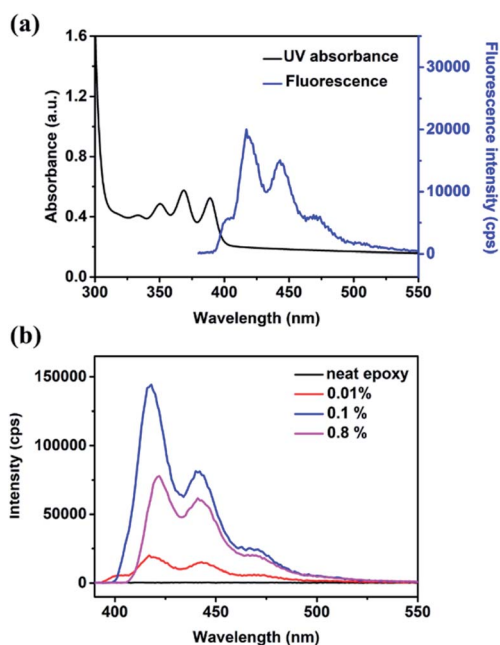 (a)
UV absorbance
Fluorescence
Absorbance (a.u.)
1.6
1.2
0.8
0.4
0.0
Fluorescence intensity (cps)
30000
20000
10000
0
300 350 400 450 500 550
Wavelength (nm)
(b)
neat epoxy
0.01%
0.1 %
0.8 %
Intensity (cps)
150000
100000
50000
0
400 450 500 550
Wavelength (nm)